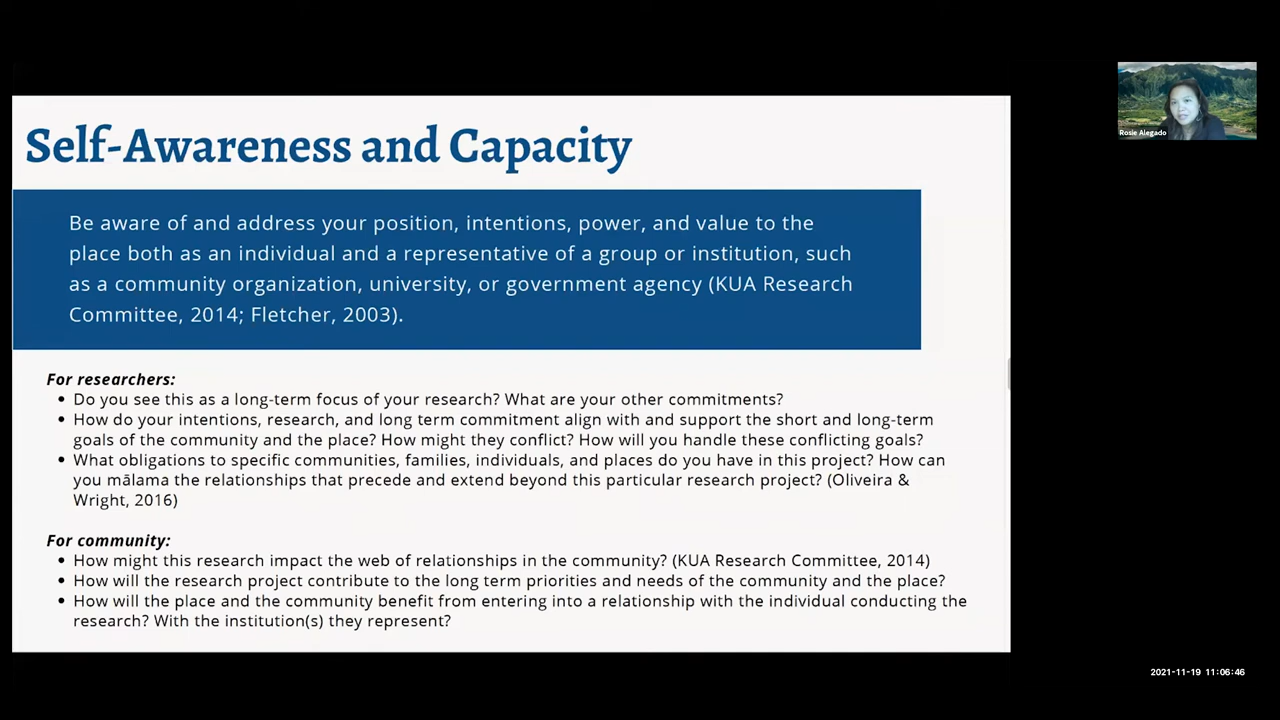 Self-Awareness and Capacity
Be aware of and address your position, intentions, power, and value to the
place both as an individual and a representative of a group or institution, such
as a community organization, university, or government agency (KUA Research
Committee, 2014; Fletcher, 2003).
For researchers:
• Do you see this as a long-term focus of your research? What are your other commitments?
• How do your intentions, research, and long term commitment align with and support the short and long-term
goals of the community and the place? How might they conflict? How will you handle these conflicting goals?
• What obligations to specific communities, families, individuals, and places do you have in this project? How can
you mālama the relationships that precede and extend beyond this particular research project? (Oliveira &
Wright, 2016)
For community:
• How might this research impact the web of relationships in the community? (KUA Research Committee, 2014)
• How will the research project contribute to the long term priorities and needs of the community and the place?
• How will the place and the community benefit from entering into a relationship with the individual conducting the
research? With the institution(s) they represent?
Rosie Alegado
2021-11-19 11:06:46